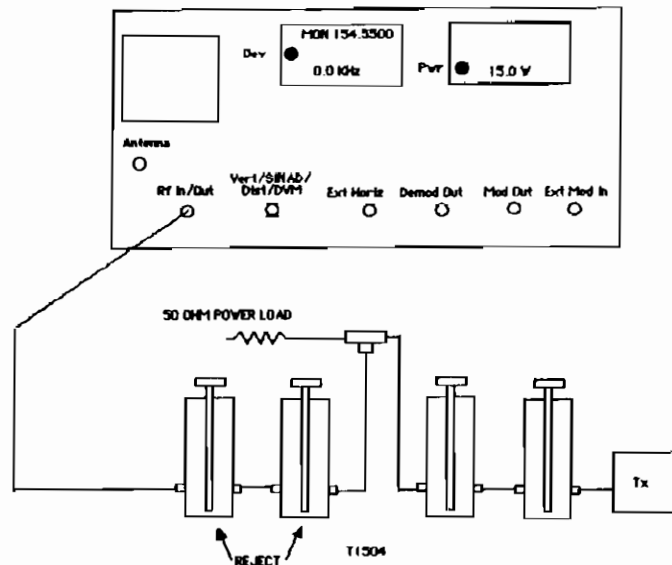 MON 154.5500
Dev
0.0 KHz
Pwr
15.0 W
Antenna
Rf In/Out
Vert/SINAD/
Dist/DVM
Ext Horiz
Demod Out
Mod Out
Ext Mod In
50 OHM POWER LOAD
Tx
REJECT
T1504